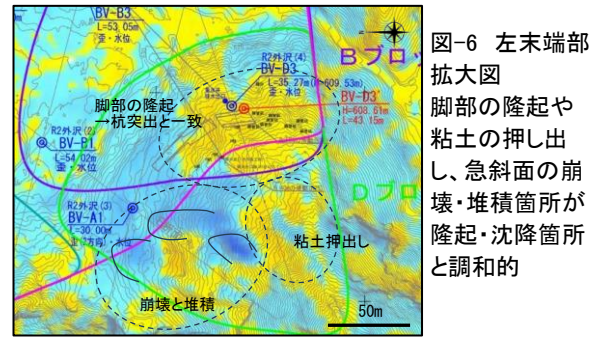 BV-B3
L=53.05m
歪・水位
R2外沢(4)
BV-D3
L=35.27m(H=609.53m)
歪・水位
Bブロッ
BV-D3'
H=608.61m
L=43.15m
脚部の隆起
→杭突出と一致
R2外沢(2)
BV-B1
L=54.02m
歪・水位
R2外沢(3)
BV-A1
L=30.00m
Dブロ
粘土押出し
崩壊と堆積
50m
図-6 左末端部
拡大図
脚部の隆起や
粘土の押し出
し、急斜面の崩
壊・堆積箇所が
隆起・沈降箇所
と調和的